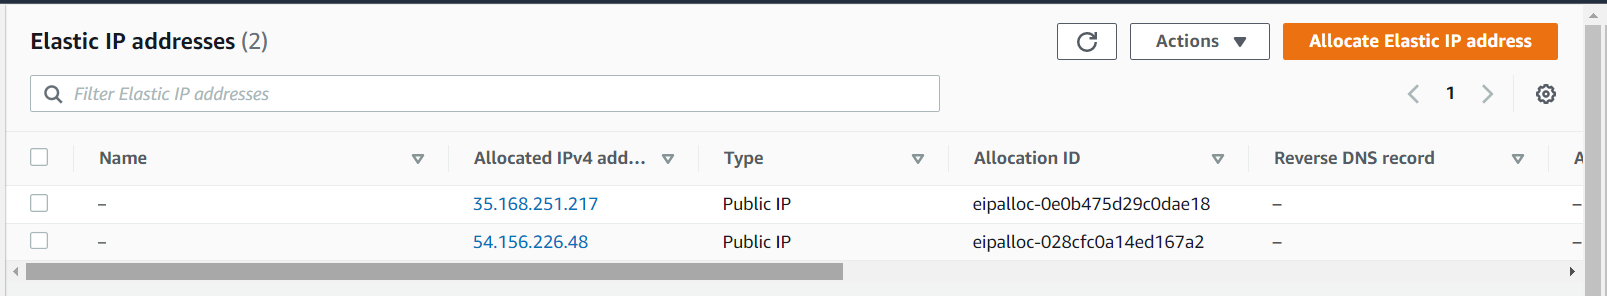 Elastic IP addresses (2)
Actions
Allocate Elastic IP address
Filter Elastic IP addresses
1
Name Allocated IPv4 add... Type Allocation ID Reverse DNS record A
– 35.168.251.217 Public IP eipalloc-0e0b475d29c0dae18 – –
– 54.156.226.48 Public IP eipalloc-028cfc0a14ed167a2 – –